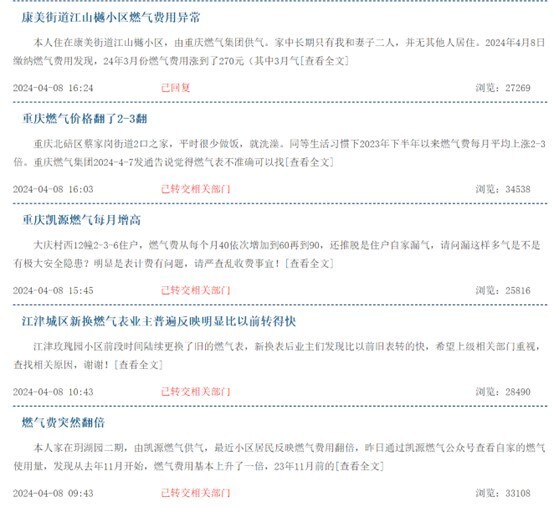 康美街道江山樾小区燃气费用异常
本人住在康美街道江山樾小区，由重庆燃气集团供气。家中长期只有我和妻子二人，并无其他人居住。2024年4月8日
缴纳燃气费用发现，24年3月份燃气费用涨到了270元（其中3月气[查看全文]
2024-04-08 16:24 已回复 浏览：27269
重庆燃气价格翻了2-3翻
重庆北碚区蔡家岗街道2口之家，平时很少做饭，就洗澡。同等生活习惯下2023年下半年以来燃气费每月平均上涨2-3
倍。重庆燃气集团2024-4-7发通告说觉得燃气表不准确可以找[查看全文]
2024-04-08 16:03 已转交相关部门 浏览：34538
重庆凯源燃气每月增高
大庆村西12幢2-3-6住户，燃气费从每个月40依次增加到60再到90，还推脱是住户自家漏气，请问漏这样多气是不是
有极大安全隐患？明显是表计费有问题，请严查乱收费事宜！[查看全文]
2024-04-08 15:45 已转交相关部门 浏览：25816
江津城区新换燃气表业主普遍反映明显比以前转得快
江津玫瑰园小区前段时间陆续更换了旧的燃气表，新换表后业主们发现比以前旧表转的快，希望上级相关部门重视，
查找相关原因，谢谢！[查看全文]
2024-04-08 10:43 已转交相关部门 浏览：28490
燃气费突然翻倍
本人家在玥湖园二期，由凯源燃气供气，最近小区居民反映燃气费用翻倍，昨日通过凯源燃气公众号查看自家的燃气
使用量，发现从去年11月开始，燃气费用基本上升了一倍，23年11月前的[查看全文]
2024-04-08 09:43 已转交相关部门 浏览：33108